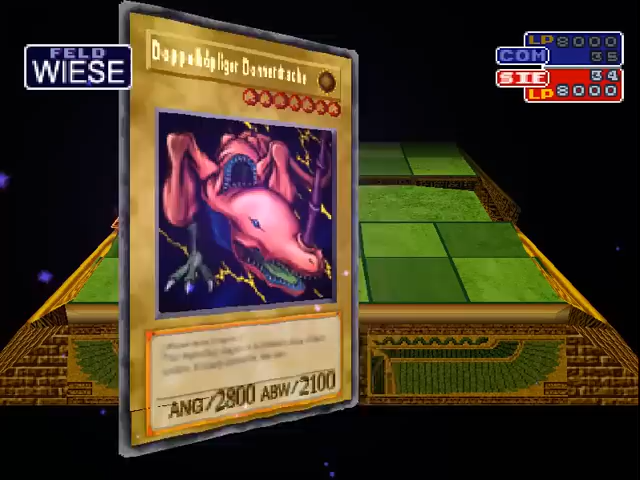 FELD
WIESE
Doppelköpfiger Donnerdrache
LP 8000
COM 35
SIE 34
LP 8000
ANG/2800 ABW/2100